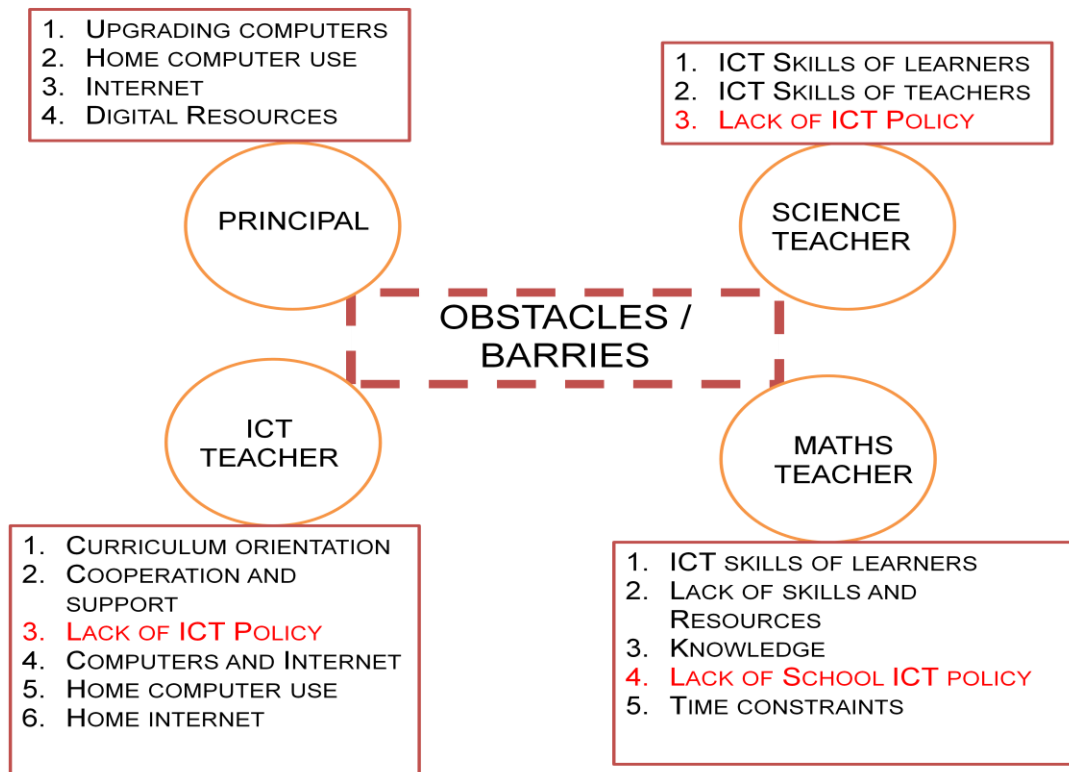 1. UPGRADING COMPUTERS
2. HOME COMPUTER USE
3. INTERNET
4. DIGITAL RESOURCES
1. ICT SKILLS OF LEARNERS
2. ICT SKILLS OF TEACHERS
3. LACK OF ICT POLICY
PRINCIPAL
SCIENCE
TEACHER
OBSTACLES /
BARRIES
ICT
TEACHER
MATHS
TEACHER
1. CURRICULUM ORIENTATION
2. COOPERATION AND
SUPPORT
3. LACK OF ICT POLICY
4. COMPUTERS AND INTERNET
5. HOME COMPUTER USE
6. HOME INTERNET
1. ICT SKILLS OF LEARNERS
2. LACK OF SKILLS AND
RESOURCES
3. KNOWLEDGE
4. LACK OF SCHOOL ICT POLICY
5. TIME CONSTRAINTS